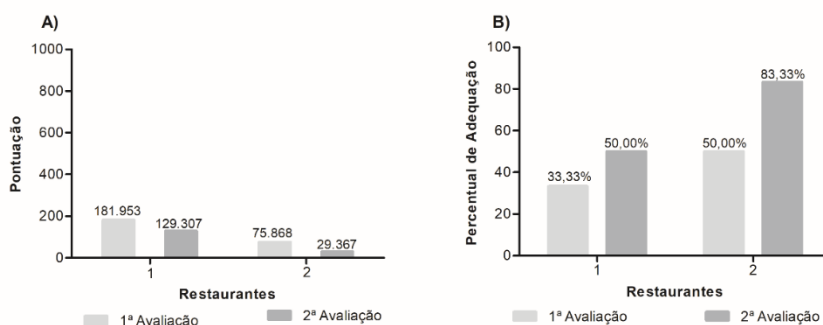 A)
Pontuação
1000
800
600
400
200
0
181.953
129.307
75.868
29.367
1
2
Restaurantes
1ª Avaliação
2ª Avaliação
B)
Percentual de Adequação
100
80
60
40
20
0
33,33%
50,00%
50,00%
83,33%
1
2
Restaurantes
1ª Avaliação
2ª Avaliação